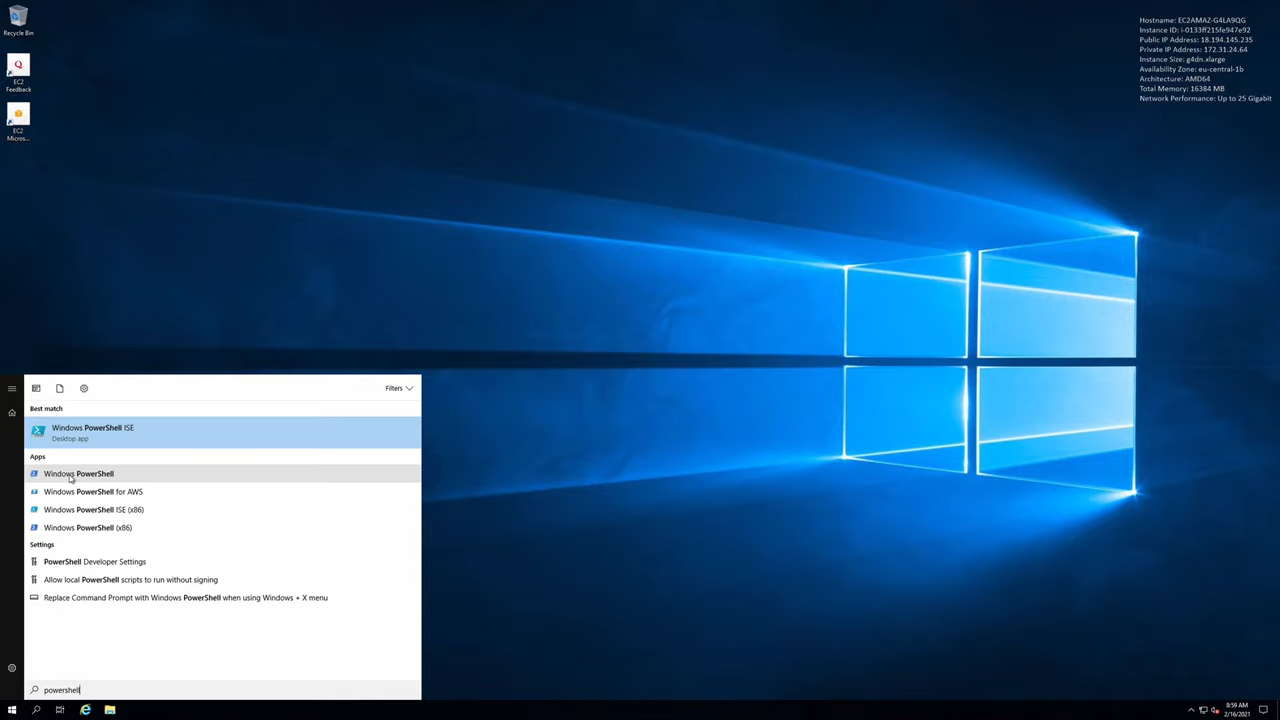 Recycle Bin
EC2
Feedback
EC2
Micros...
Hostname: EC2AMAZ-G4LA9QG
Instance ID: i-0133ff215fe947e92
Public IP Address: 18.194.145.235
Private IP Address: 172.31.24.64
Instance Size: g4dn.xlarge
Availability Zone: eu-central-1b
Architecture: AMD64
Total Memory: 16384 MB
Network Performance: Up to 25 Gigabit
Filters
Best match
Windows PowerShell ISE
Desktop app
Apps
Windows PowerShell
Windows PowerShell for AWS
Windows PowerShell ISE (x86)
Windows PowerShell (x86)
Settings
PowerShell Developer Settings
Allow local PowerShell scripts to run without signing
Replace Command Prompt with Windows PowerShell when using Windows + X menu
powershell
8:59 AM
2/16/2021